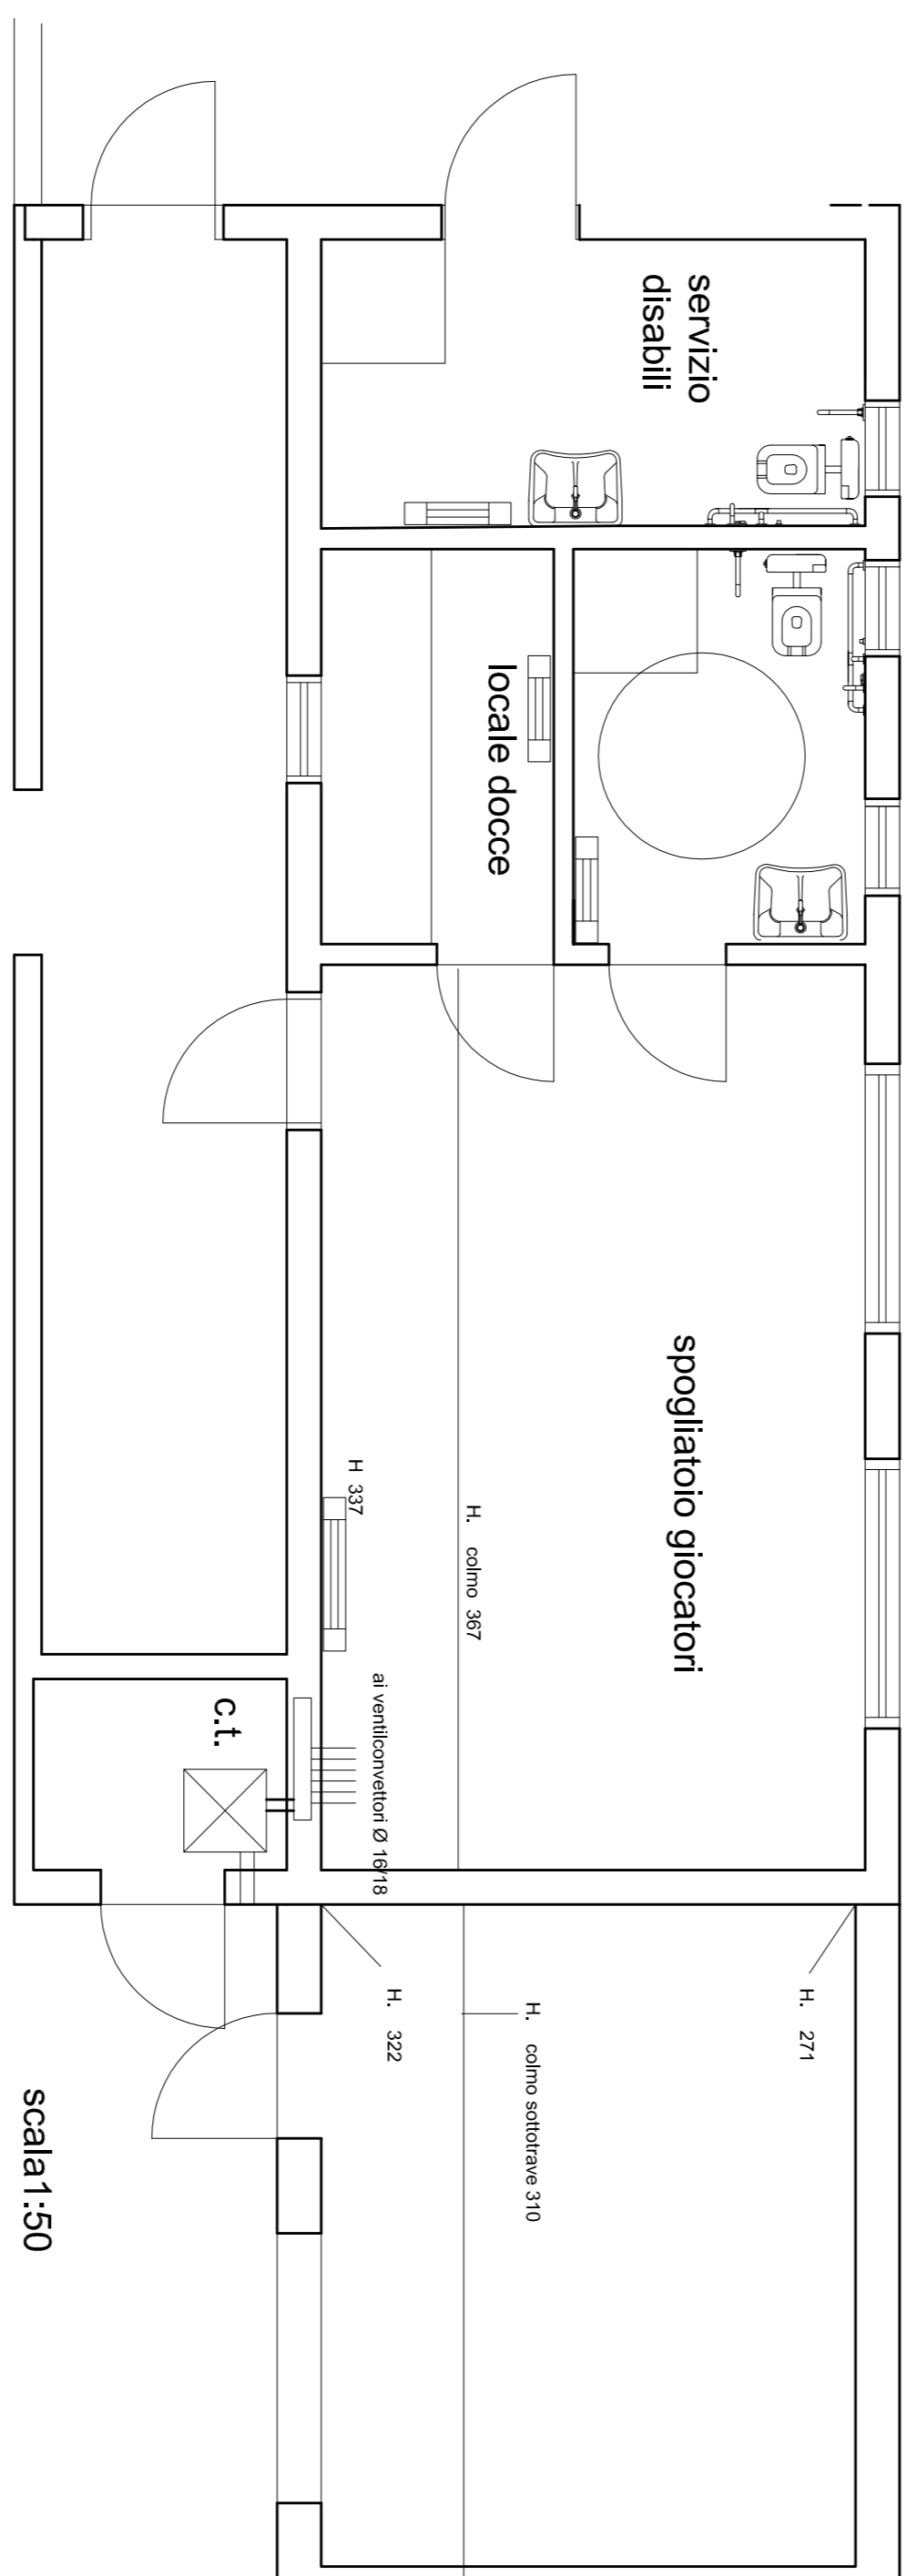 servizio
disabili
locale docce
spogliatoio giocatori
H 337
H. colmo 367
ai ventilconvettori Ø 16/18
c.t.
H. 271
H. colmo sottotrave 310
H. 322
scala1:50